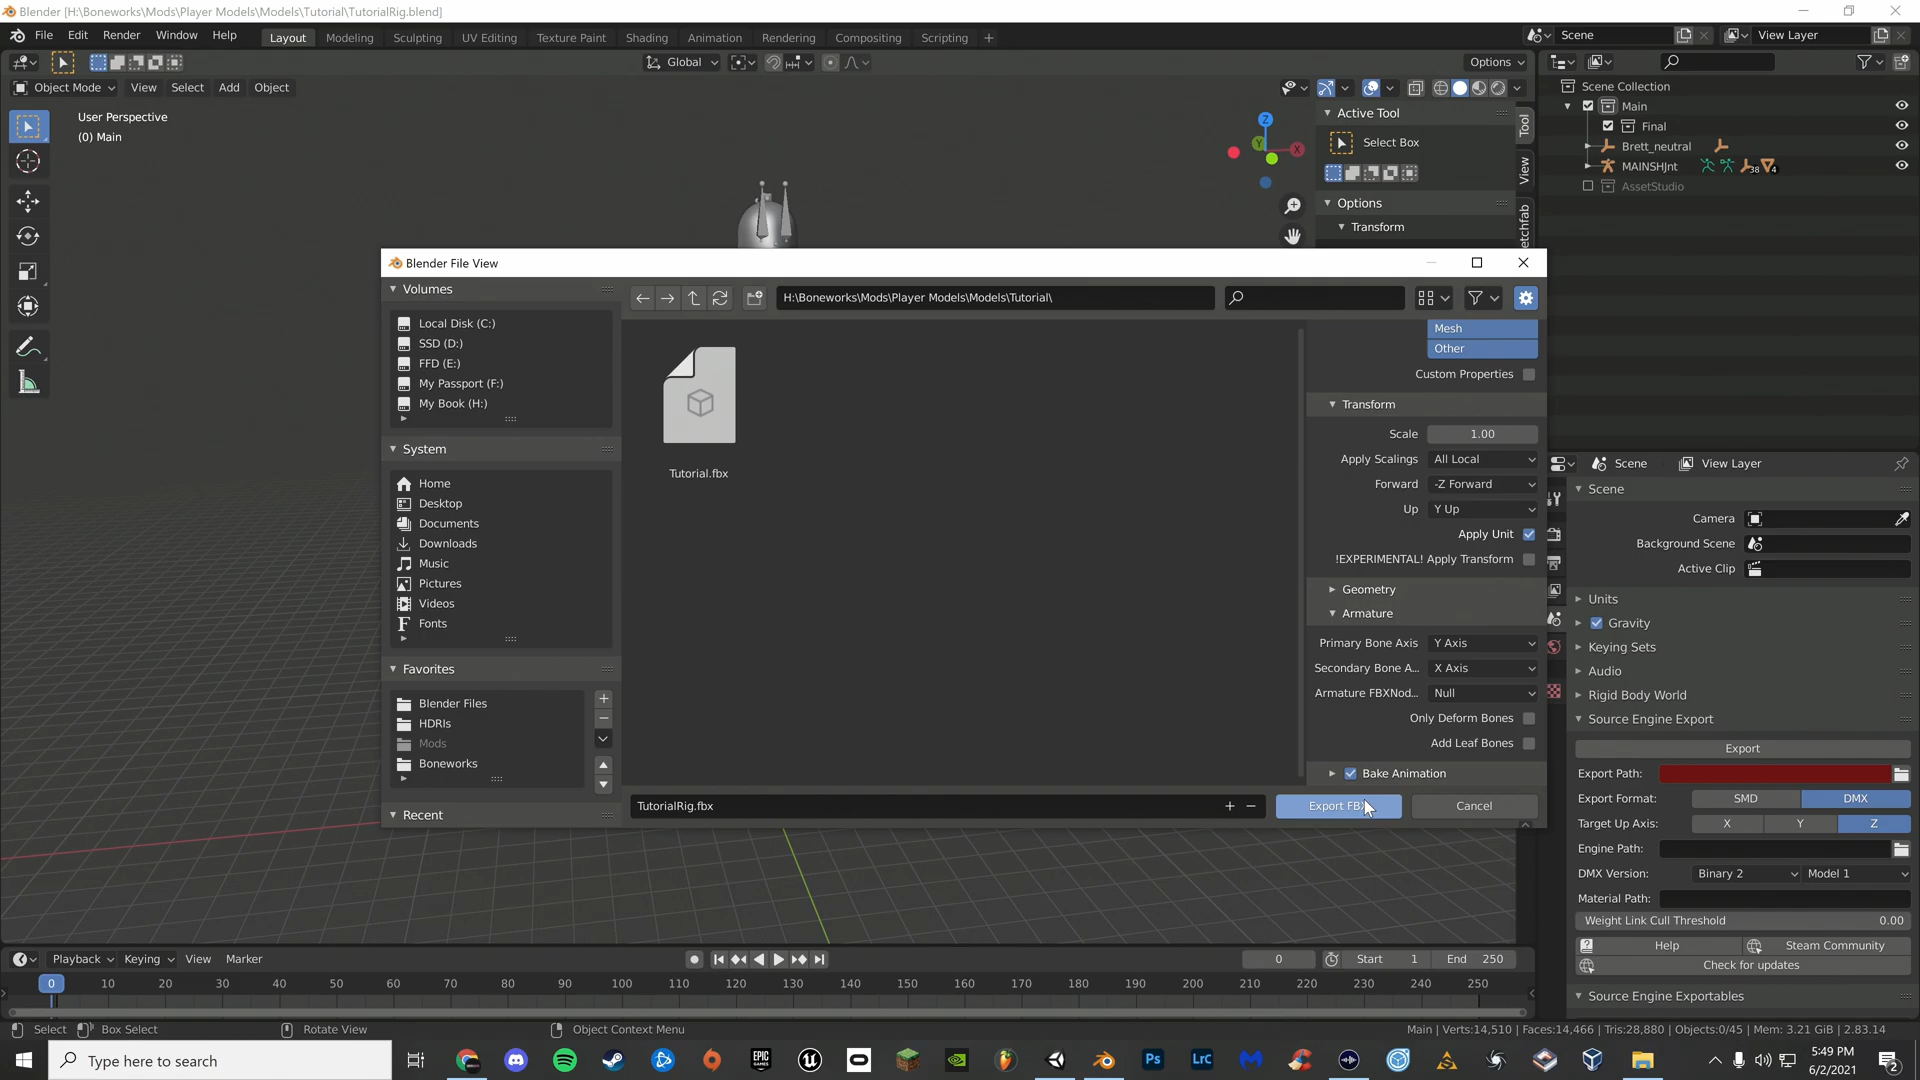 Blender [H:\Boneworks\Mods\Player Models\Models\Tutorial\TutorialRig.blend]
File Edit Render Window Help
Layout Modeling Sculpting UV Editing Texture Paint Shading Animation Rendering Compositing Scripting +
Scene
View Layer
Global
Options
Object Mode View Select Add Object
User Perspective
(0) Main
Z
Y
X
Active Tool
Select Box
Options
Transform
Tool
View
Scene Collection
Main
Final
Brett_neutral
MAINSHJnt
38
4
AssetStudio
Blender File View
Volumes
Local Disk (C:)
SSD (D:)
FFD (E:)
My Passport (F:)
My Book (H:)
System
Home
Desktop
Documents
Downloads
Music
Pictures
Videos
Fonts
Favorites
Blender Files
HDRIs
Mods
Boneworks
Recent
H:\Boneworks\Mods\Player Models\Models\Tutorial\
Tutorial.fbx
Mesh
Other
Custom Properties
Transform
Scale 1.00
Apply Scalings All Local
Forward -Z Forward
Up Y Up
Apply Unit
!EXPERIMENTAL! Apply Transform
Geometry
Armature
Primary Bone Axis Y Axis
Secondary Bone A... X Axis
Armature FBXNod... Null
Only Deform Bones
Add Leaf Bones
Bake Animation
TutorialRig.fbx
Export FBX
Cancel
Scene View Layer
Scene
Camera
Background Scene
Active Clip
Units
Gravity
Keying Sets
Audio
Rigid Body World
Source Engine Export
Export
Export Path:
Export Format: SMD DMX
Target Up Axis: X Y Z
Engine Path:
DMX Version: Binary 2 Model 1
Material Path:
Weight Link Cull Threshold 0.00
Help Steam Community
Check for updates
Source Engine Exportables
Playback Keying View Marker
0 Start 1 End 250
0 10 20 30 40 50 60 70 80 90 100 110 120 130 140 150 160 170 180 190 200 210 220 230 240 250
Select Box Select Rotate View Object Context Menu
Main | Verts:14,510 | Faces:14,466 | Tris:28,880 | Objects:0/45 | Mem: 3.21 GiB | 2.83.14
Type here to search
EPIC GAMES
Ps
LrC
5:49 PM
6/2/2021
2